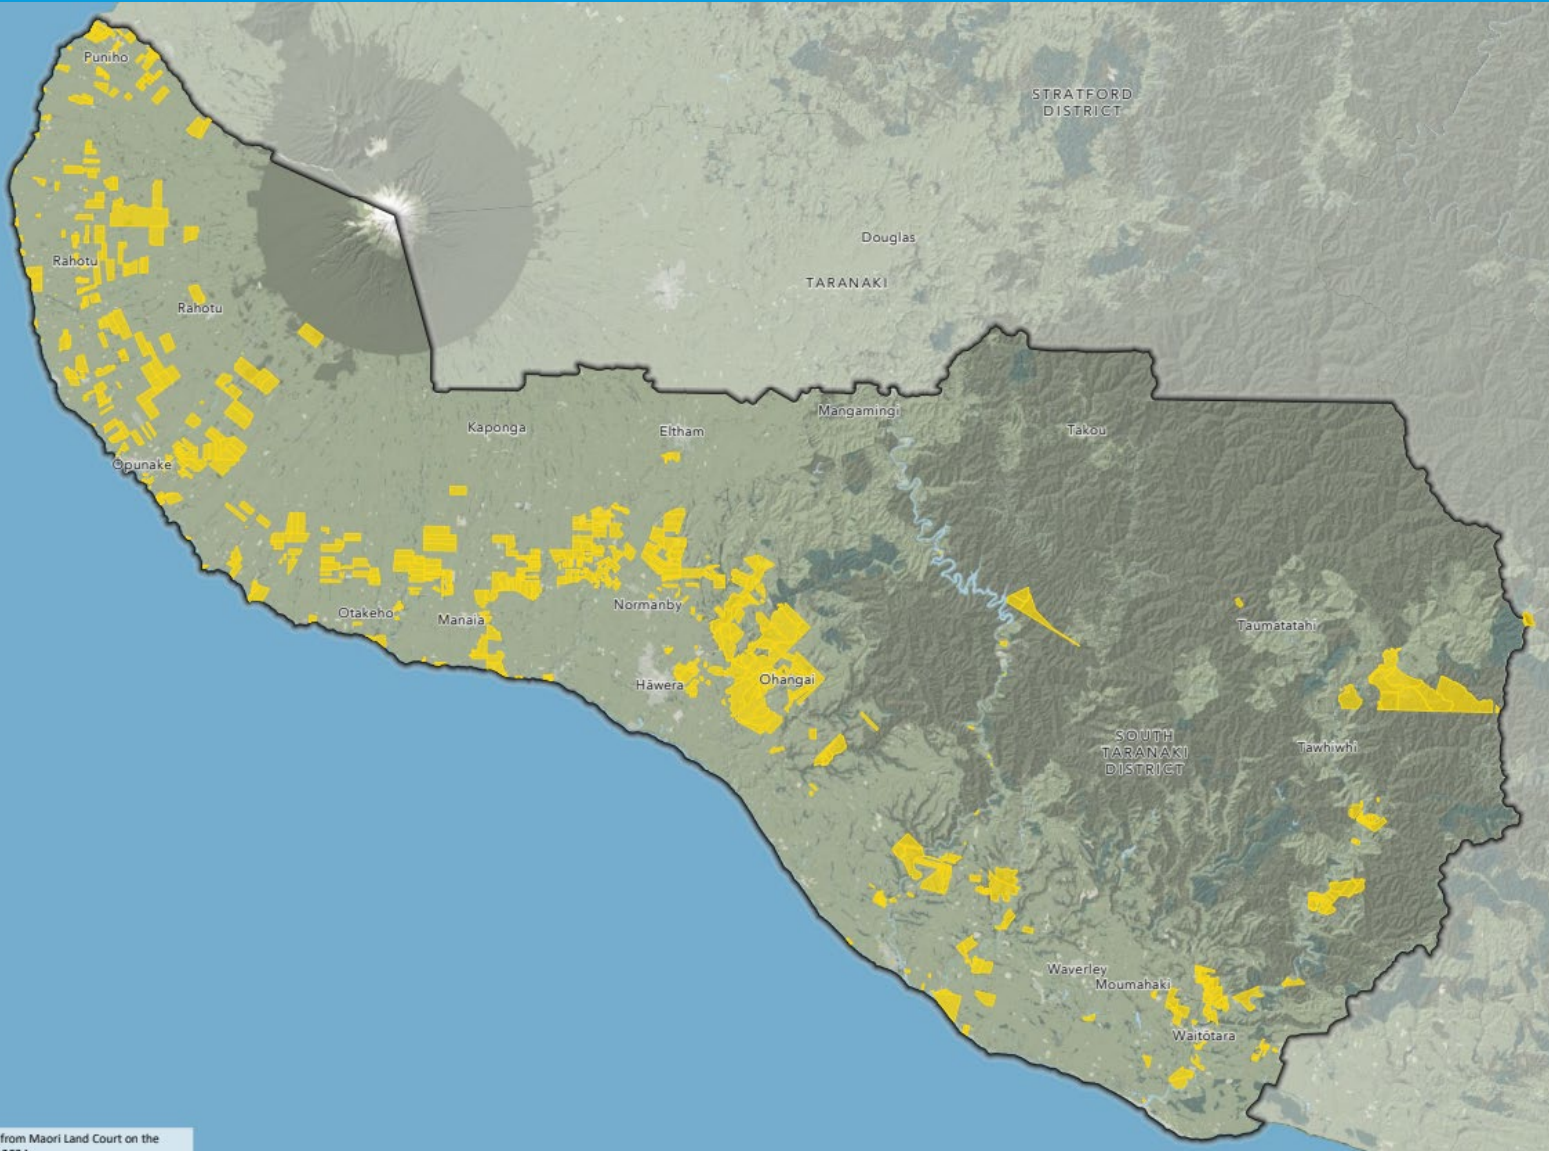 Puniho
STRATFORD
DISTRICT
Douglas
Rahotu
TARANAKI
Rahotu
Mangamingi
Kaponga
Eltham
Takou
Opunake
Normanby
Otakeho
Manaia
Taumatatahi
Ohangai
Hāwera
SOUTH
TARANAKI
DISTRICT
Tawhiwhi
Waverley
Moumahaki
Waitōtara
from Maori Land Court on the